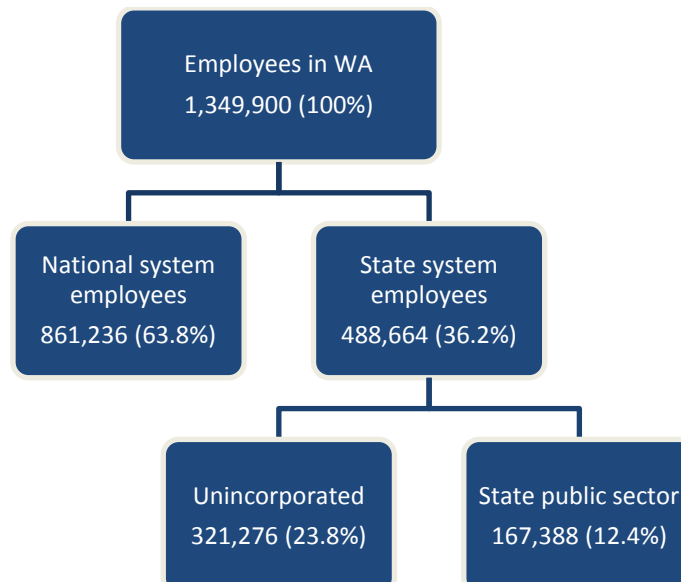 Employees in WA
1,349,900 (100%)
National system
employees
861,236 (63.8%)
State system
employees
488,664 (36.2%)
Unincorporated
321,276 (23.8%)
State public sector
167,388 (12.4%)